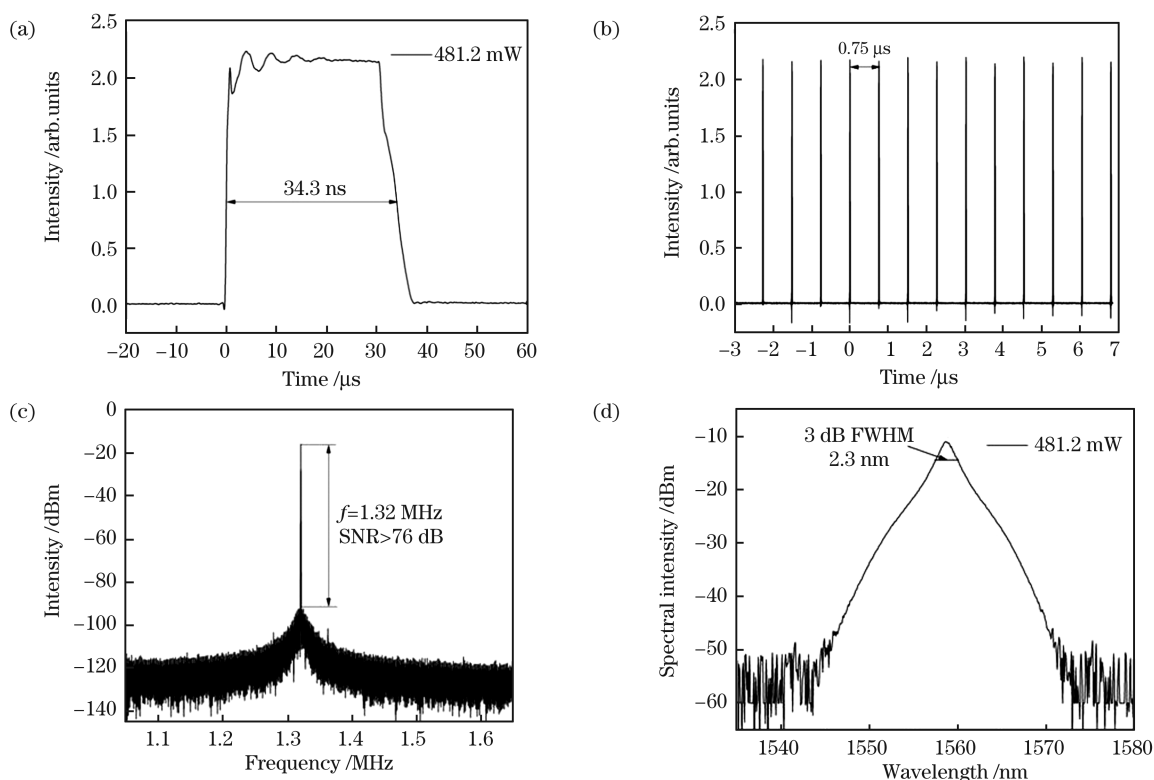 (a)
2.5
2.0
1.5
1.0
0.5
0.0
Intensity /arb.units
481.2 mW
34.3 ns
−20 −10 0 10 20 30 40 50 60
Time /μs
(b)
2.5
2.0
1.5
1.0
0.5
0.0
Intensity /arb.units
0.75 μs
−3 −2 −1 0 1 2 3 4 5 6 7
Time /μs
(c)
0
−20
−40
−60
−80
−100
−120
−140
Intensity /dBm
f=1.32 MHz
SNR>76 dB
1.1 1.2 1.3 1.4 1.5 1.6
Frequency /MHz
(d)
−10
−20
−30
−40
−50
−60
Spectral intensity /dBm
3 dB FWHM
2.3 nm
481.2 mW
1540 1550 1560 1570 1580
Wavelength /nm